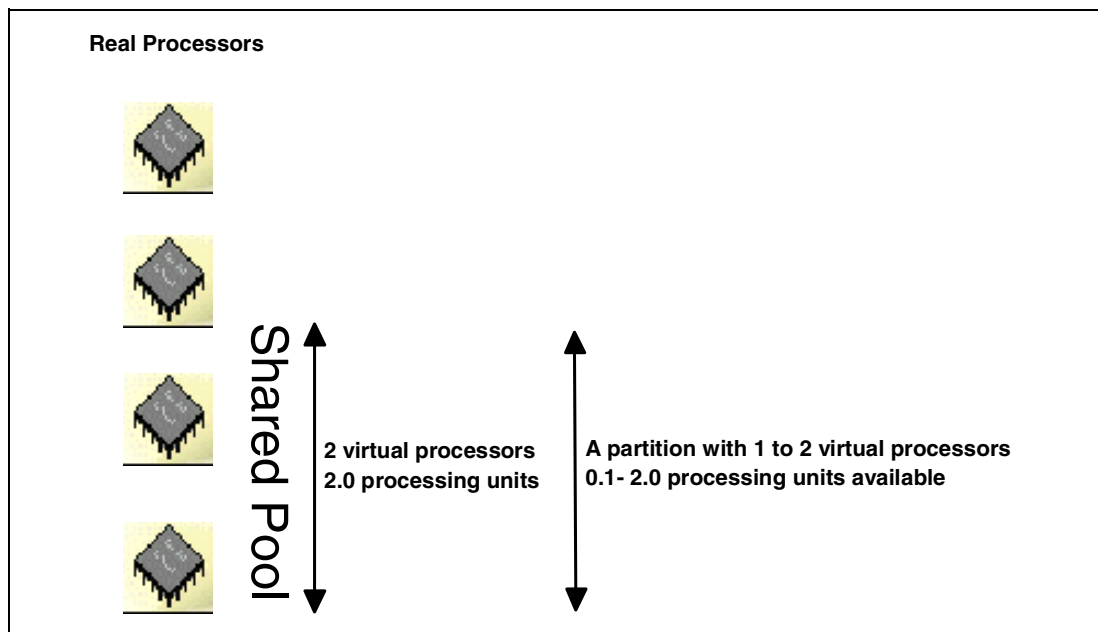 Real Processors
Shared Pool
2 virtual processors
2.0 processing units
A partition with 1 to 2 virtual processors
0.1- 2.0 processing units available